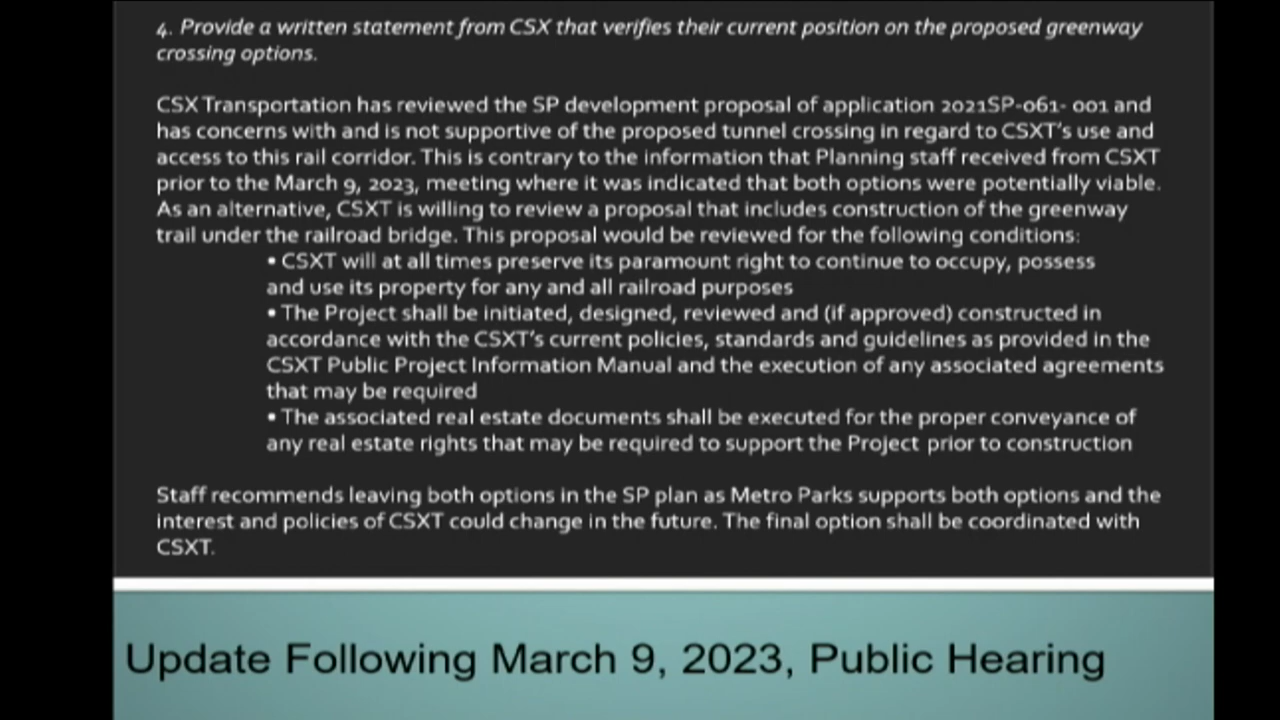 4. Provide a written statement from CSX that verifies their current position on the proposed greenway
crossing options.
CSX Transportation has reviewed the SP development proposal of application 2021SP-061- 001 and
has concerns with and is not supportive of the proposed tunnel crossing in regard to CSXT's use and
access to this rail corridor. This is contrary to the information that Planning staff received from CSXT
prior to the March 9, 2023, meeting where it was indicated that both options were potentially viable.
As an alternative, CSXT is willing to review a proposal that includes construction of the greenway
trail under the railroad bridge. This proposal would be reviewed for the following conditions:
• CSXT will at all times preserve its paramount right to continue to occupy, possess
and use its property for any and all railroad purposes
• The Project shall be initiated, designed, reviewed and (if approved) constructed in
accordance with the CSXT's current policies, standards and guidelines as provided in the
CSXT Public Project Information Manual and the execution of any associated agreements
that may be required
• The associated real estate documents shall be executed for the proper conveyance of
any real estate rights that may be required to support the Project prior to construction
Staff recommends leaving both options in the SP plan as Metro Parks supports both options and the
interest and policies of CSXT could change in the future. The final option shall be coordinated with
CSXT.
Update Following March 9, 2023, Public Hearing